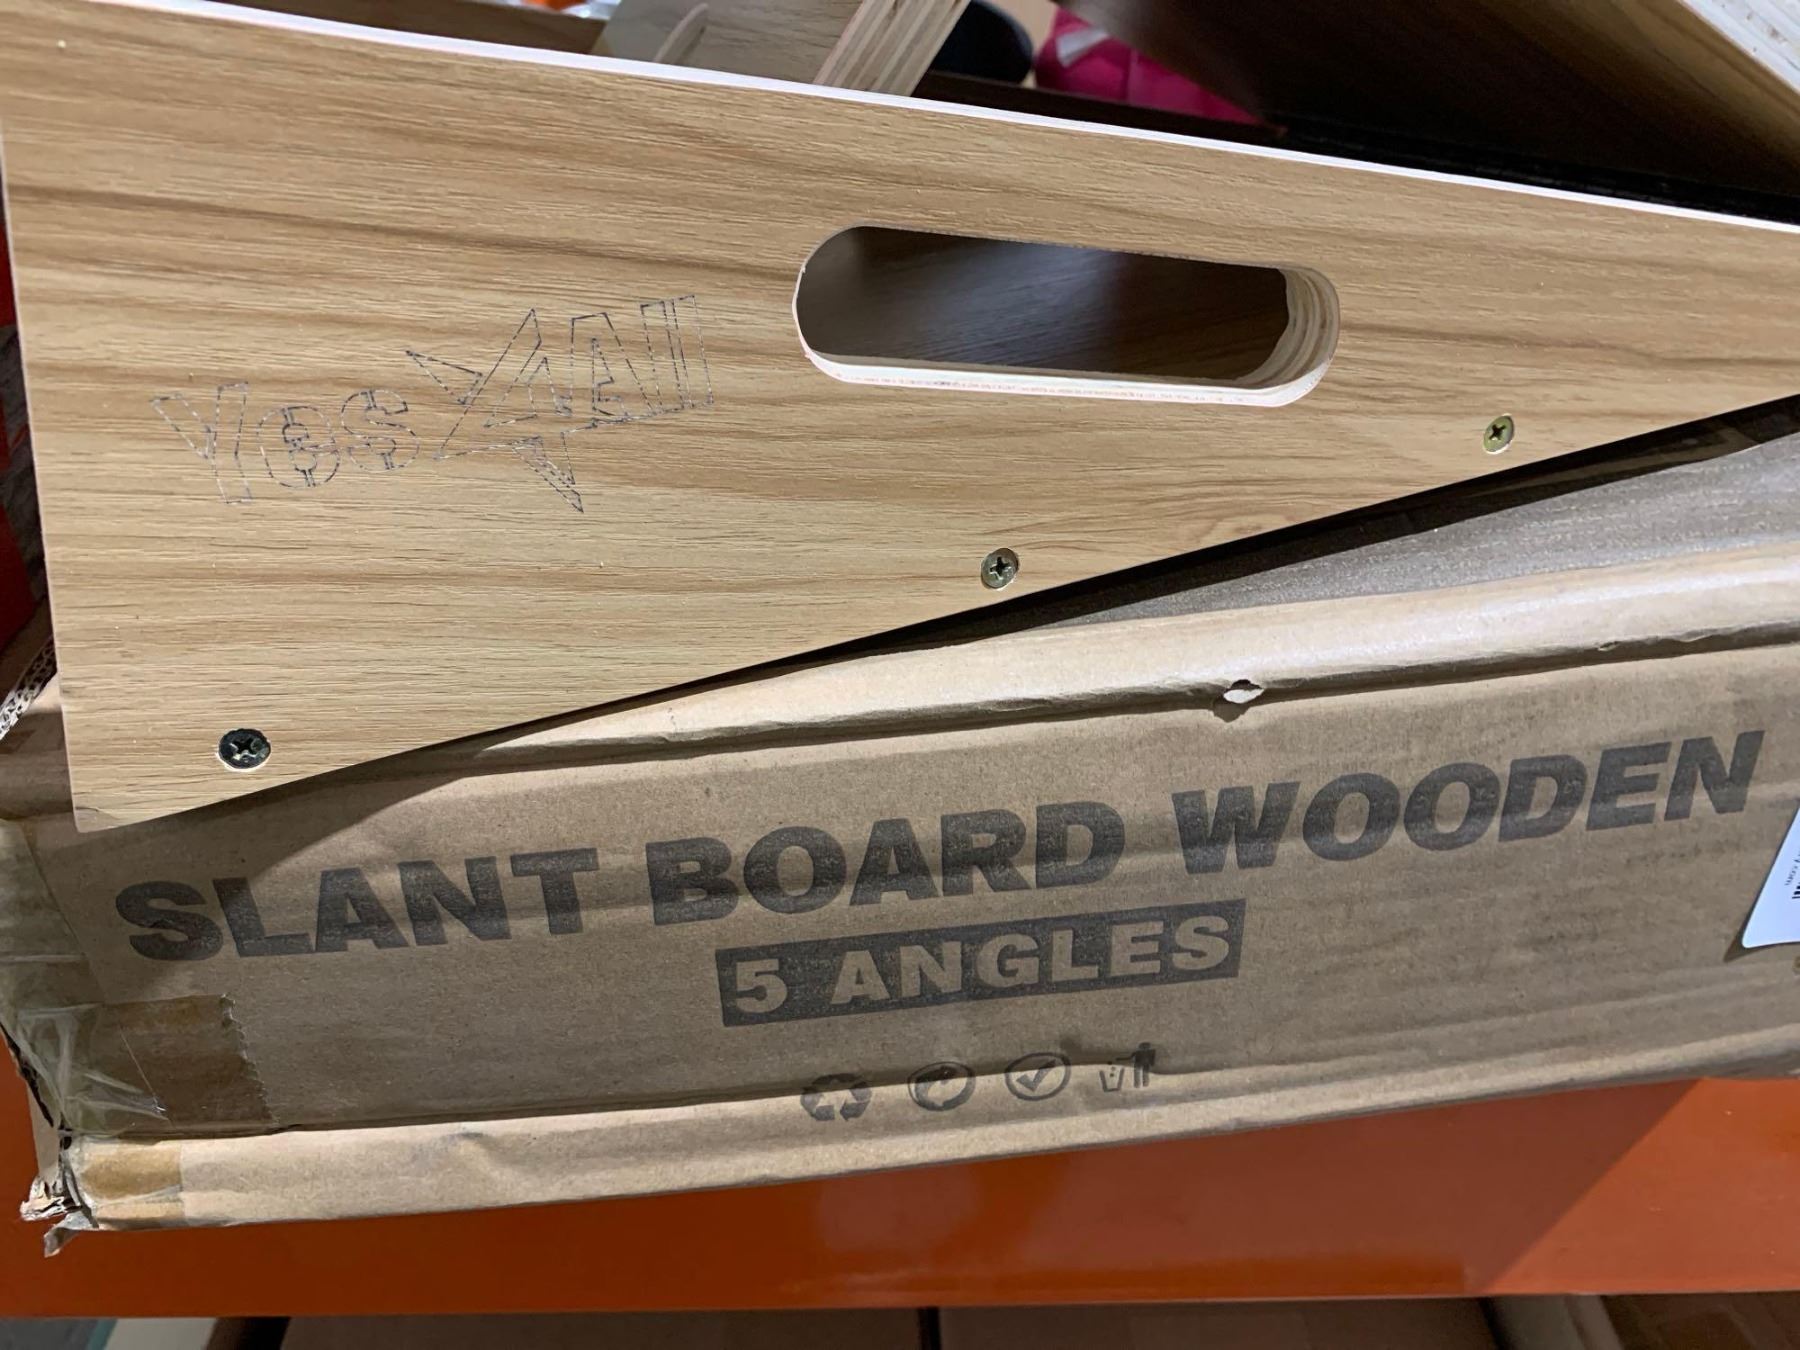 Yes4All
SLANT BOARD WOODEN
5 ANGLES